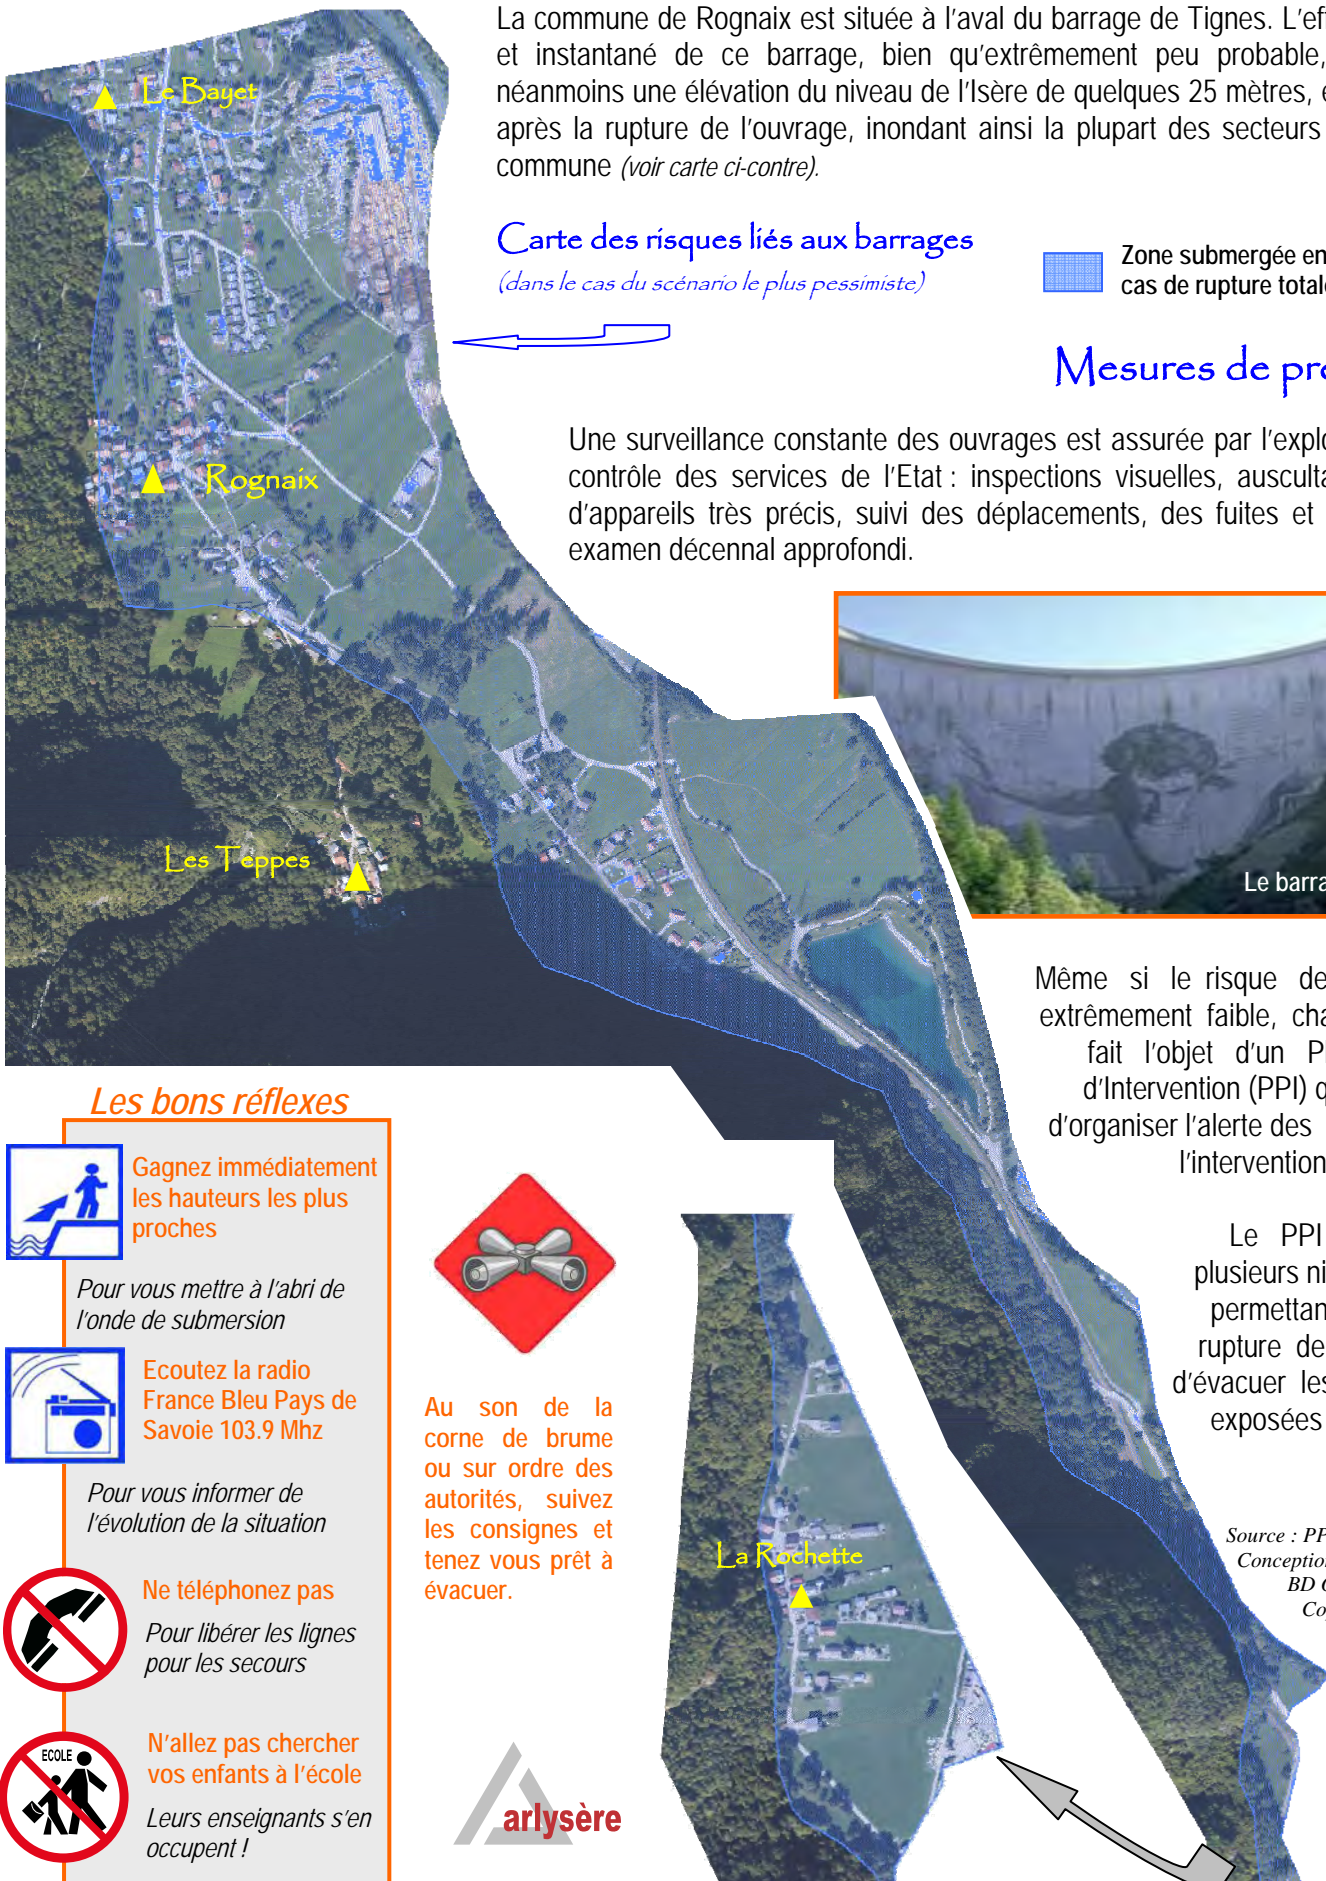 La commune de Rognaix est située à l'aval du barrage de Tignes. L'ef
et instantané de ce barrage, bien qu'extrêmement peu probable,
néanmoins une élévation du niveau de l'Isère de quelques 25 mètres,
après la rupture de l'ouvrage, inondant ainsi la plupart des secteurs
commune (voir carte ci-contre).
Carte des risques liés aux barrages
(dans le cas du scénario le plus pessimiste)
Zone submergée en
cas de rupture totale
Mesures de pré
Une surveillance constante des ouvrages est assurée par l'explo
contrôle des services de l'Etat : inspections visuelles, ausculta
d'appareils très précis, suivi des déplacements, des fuites et
examen décennal approfondi.
Le Bayet
Rognaix
Les Teppes
Le barra
Même si le risque de
extrêmement faible, cha
fait l'objet d'un Pl
d'Intervention (PPI) q
d'organiser l'alerte des
l'intervention
Le PPI
plusieurs ni
permettan
rupture de
d'évacuer les
exposées
Source : PP
Conception
BD
Co
Les bons réflexes
Gagnez immédiatement
les hauteurs les plus
proches
Pour vous mettre à l'abri de
l'onde de submersion
Ecoutez la radio
France Bleu Pays de
Savoie 103.9 Mhz
Pour vous informer de
l'évolution de la situation
Ne téléphonez pas
Pour libérer les lignes
pour les secours
ECOLE
N'allez pas chercher
vos enfants à l'école
Leurs enseignants s'en
occupent !
Au son de la
corne de brume
ou sur ordre des
autorités, suivez
les consignes et
tenez vous prêt à
évacuer.
arlysère
La Rochette